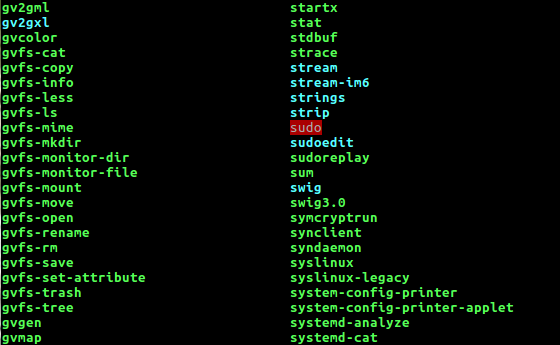 gv2gml startx
gv2gxl stat
gvcolor stdbuf
gvfs-cat strace
gvfs-copy stream
gvfs-info stream-im6
gvfs-less strings
gvfs-ls strip
gvfs-mime sudo
gvfs-mkdir sudoedit
gvfs-monitor-dir sudoreplay
gvfs-monitor-file sum
gvfs-mount swig
gvfs-move swig3.0
gvfs-open symcryptrun
gvfs-rename synclient
gvfs-rm syndaemon
gvfs-save syslinux
gvfs-set-attribute syslinux-legacy
gvfs-trash system-config-printer
gvfs-tree system-config-printer-applet
gvgen systemd-analyze
gvmap systemd-cat